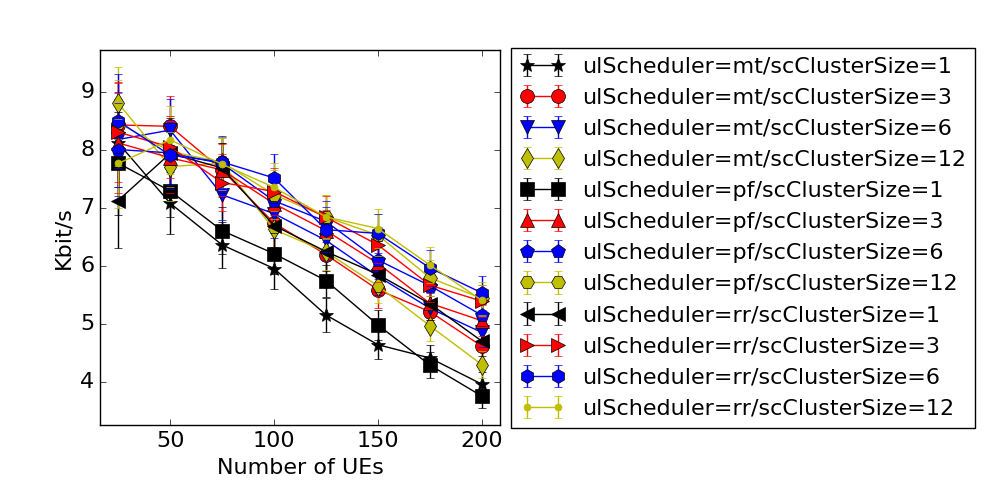 9
8
7
6
5
4
Kbit/s
50
100
150
200
Number of UEs
ulScheduler=mt/scClusterSize=1
ulScheduler=mt/scClusterSize=3
ulScheduler=mt/scClusterSize=6
ulScheduler=mt/scClusterSize=12
ulScheduler=pf/scClusterSize=1
ulScheduler=pf/scClusterSize=3
ulScheduler=pf/scClusterSize=6
ulScheduler=pf/scClusterSize=12
ulScheduler=rr/scClusterSize=1
ulScheduler=rr/scClusterSize=3
ulScheduler=rr/scClusterSize=6
ulScheduler=rr/scClusterSize=12